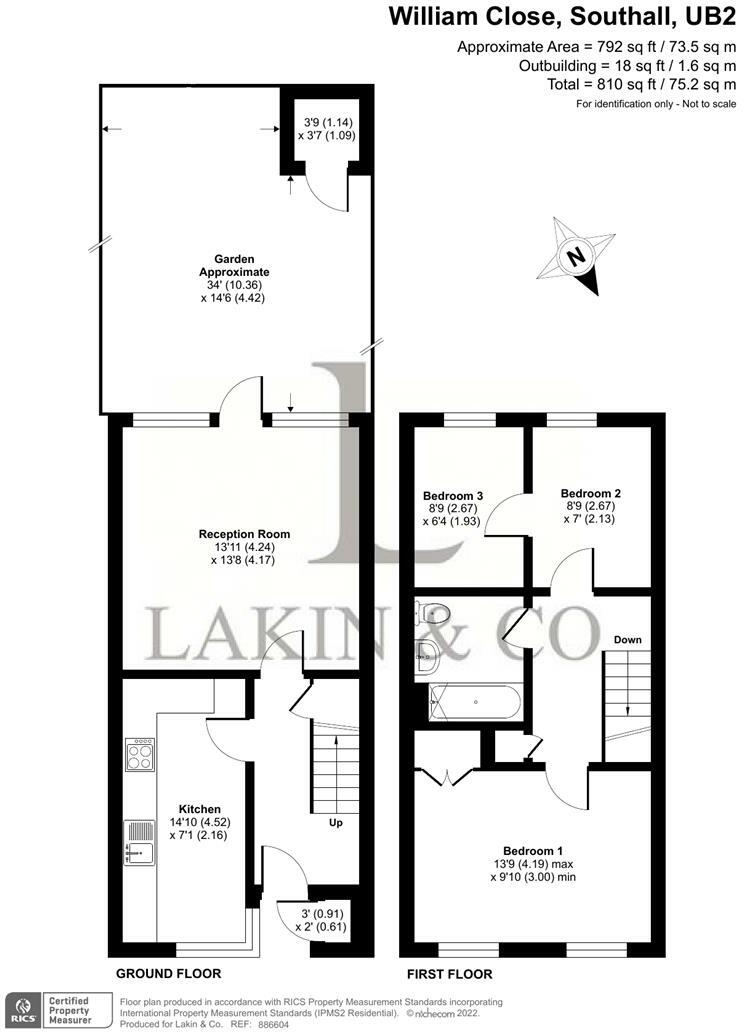 William Close, Southall, UB2
Approximate Area = 792 sq ft / 73.5 sq m
Outbuilding = 18 sq ft / 1.6 sq m
Total = 810 sq ft / 75.2 sq m
For identification only - Not to scale
3'9 (1.14)
x 3'7 (1.09)
N
Garden
Approximate
34' (10.36)
x 14'6 (4.42)
L
Bedroom 3
8'9 (2.67)
x 6'4 (1.93)
Bedroom 2
8'9 (2.67)
x 7' (2.13)
Reception Room
13'11 (4.24)
x 13'8 (4.17)
LAKIN & CO
Down
Kitchen
14'10 (4.52)
x 7'1 (2.16)
Up
Bedroom 1
13'9 (4.19) max
x 9'10 (3.00) min
3' (0.91)
x 2' (0.61)
GROUND FLOOR
FIRST FLOOR
RICS
Certified
Property
Measurer
Floor plan produced in accordance with RICS Property Measurement Standards incorporating
International Property Measurement Standards (IPMS2 Residential). © nichecom 2022.
Produced for Lakin & Co. REF: 886604